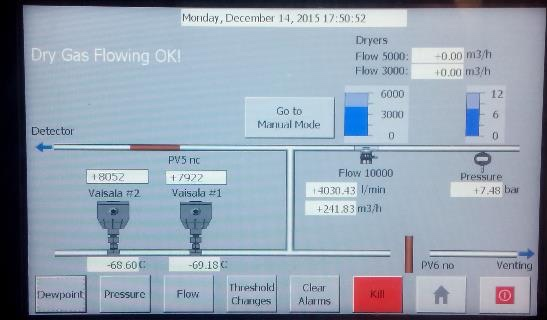 Monday, December 14, 2015 17:50:52
Dry Gas Flowing OK!
Dryers
Flow 5000: +0.00 m3/h
Flow 3000: +0.00 m3/h
Go to
Manual Mode
6000
3000
0
12
6
0
Detector
PV5 nc
+8052 +7922
Vaisala #2 Vaisala #1
Flow 10000
+4030.43 l/min
+241.83 m3/h
Pressure
+7.48 bar
-68.60 C -69.18 C
PV6 no Venting
Dewpoint
Pressure
Flow
Threshold
Changes
Clear
Alarms
Kill